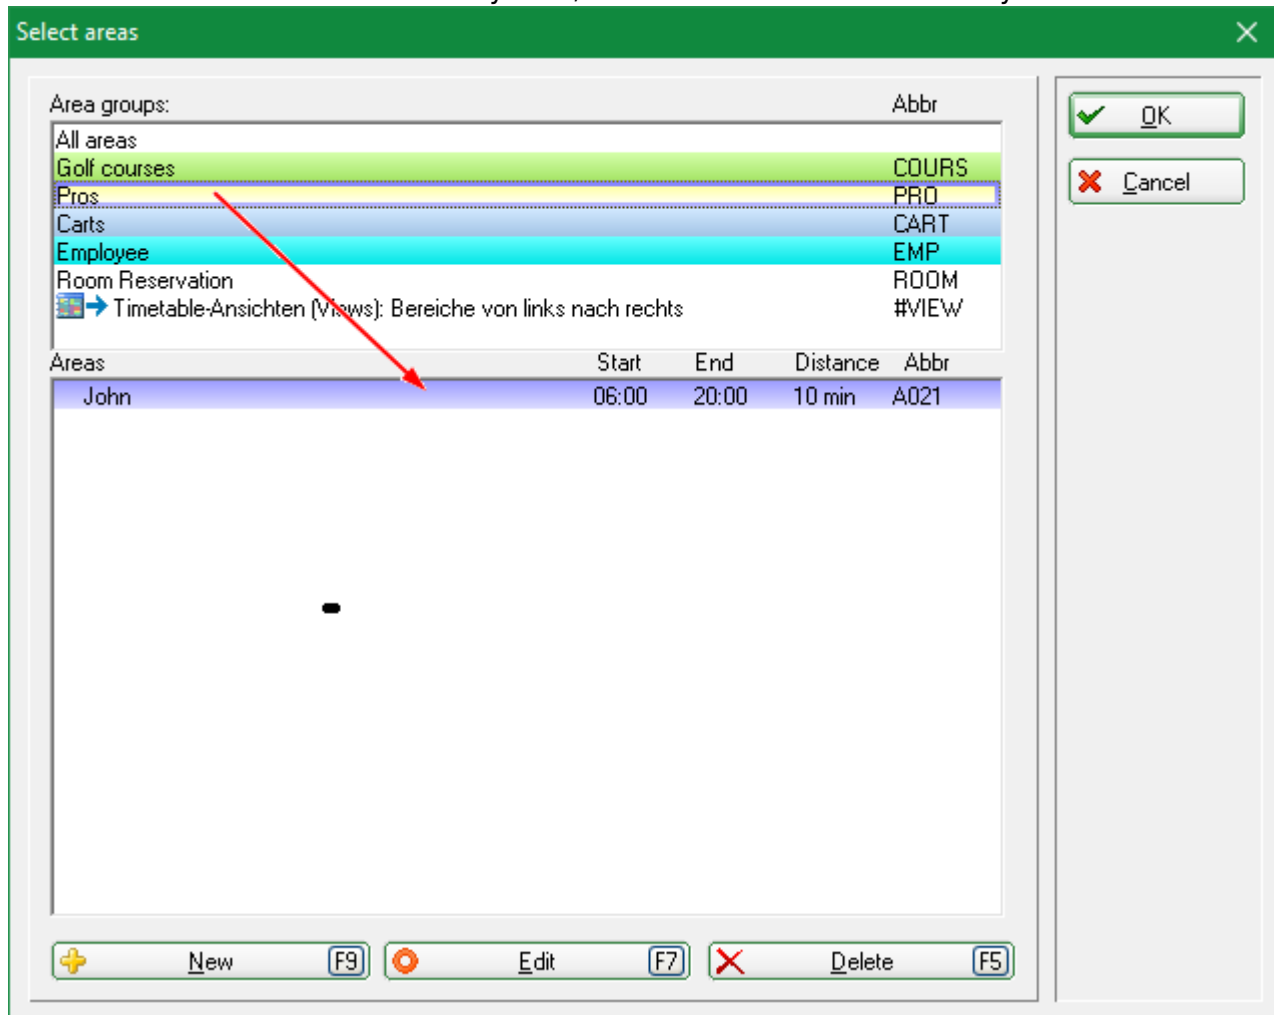 Select areas
Area groups: Abbr
All areas
Golf courses COURS
Pros PRO
Carts CART
Employee EMP
Room Reservation ROOM
Timetable-Ansichten (Views): Bereiche von links nach rechts #VIEW
Areas Start End Distance Abbr
John 06:00 20:00 10 min A021
New F9 Edit F7 Delete F5
OK
Cancel